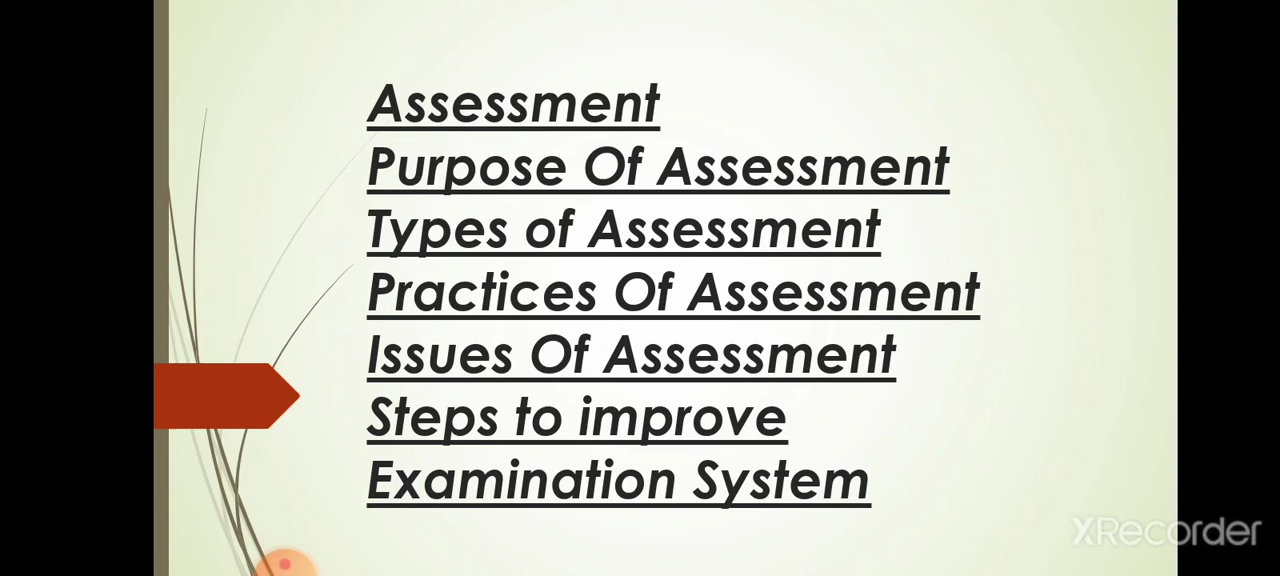 Assessment
Purpose Of Assessment
Types of Assessment
Practices Of Assessment
Issues Of Assessment
Steps to improve
Examination System
XRecorder